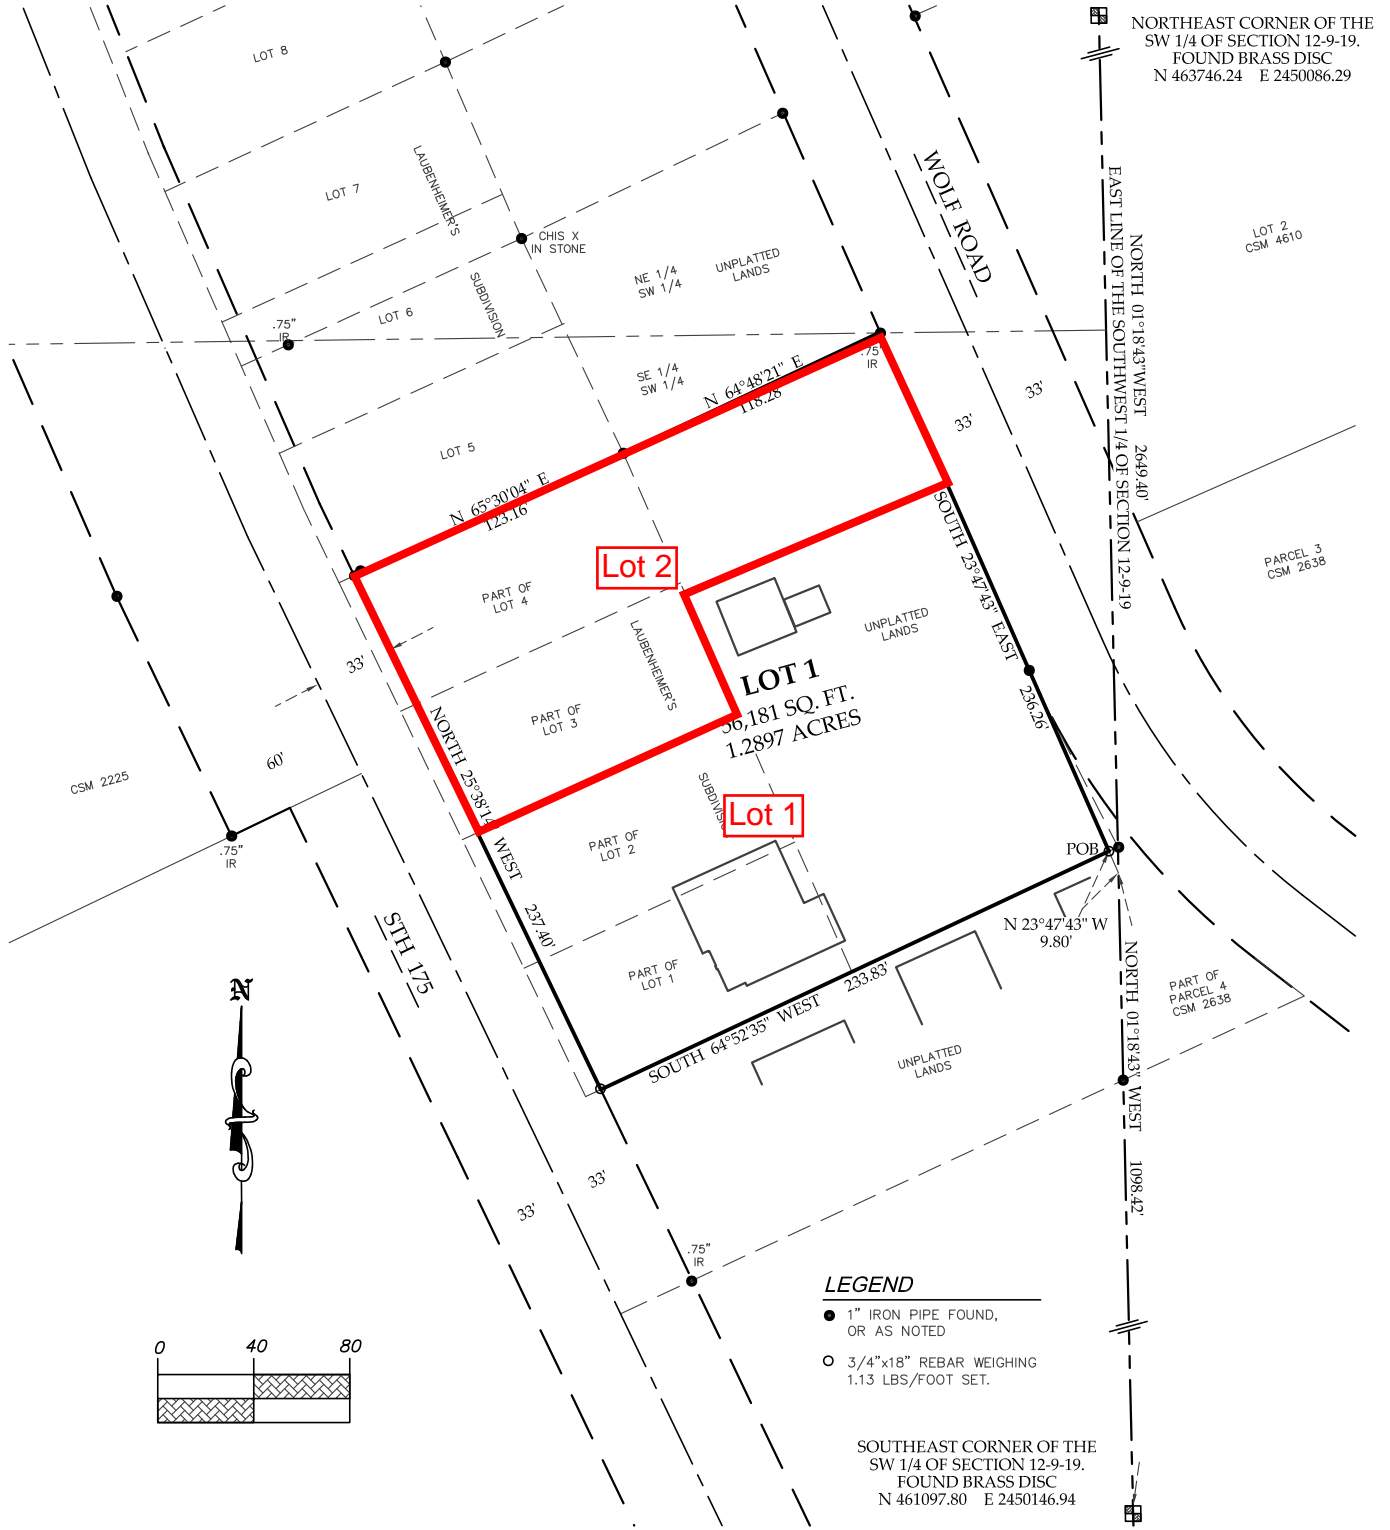 NORTHEAST CORNER OF THE
SW 1/4 OF SECTION 12-9-19.
FOUND BRASS DISC
N 463746.24 E 2450086.29
LOT 8
LOT 7
LAUBENHEIMER'S
SUBDIVISION
CHIS X
IN STONE
WOLF ROAD
NE 1/4
SW 1/4
UNPLATTED
LANDS
LOT 2
CSM 4610
NORTH 01°18'43"WEST 2649.40'
EAST LINE OF THE SOUTHWEST 1/4 OF SECTION 12-9-19
LOT 6
.75"
IR
SE 1/4
SW 1/4
.75"
IR
N 64°48'21" E
118.28'
33'
33'
LOT 5
N 65°30'04" E
123.16'
Lot 2
PART OF
LOT 4
PARCEL 3
CSM 2638
SOUTH 23°47'43" EAST 236.26'
UNPLATTED
LANDS
LAUBENHEIMER'S
33'
LOT 1
56,181 SQ. FT.
1.2897 ACRES
PART OF
LOT 3
NORTH 25°38'14" WEST 237.40'
60'
CSM 2225
SUBDIVISION
Lot 1
PART OF
LOT 2
.75"
IR
POB
N 23°47'43" W
9.80'
STH 175
PART OF
LOT 1
233.83'
SOUTH 64°52'35" WEST
PART OF
PARCEL 4
CSM 2638
NORTH 01°18'43" WEST 1098.42'
UNPLATTED
LANDS
N
33'
33'
.75"
IR
LEGEND
1" IRON PIPE FOUND,
OR AS NOTED
3/4"x18" REBAR WEIGHING
1.13 LBS/FOOT SET.
0 40 80
SOUTHEAST CORNER OF THE
SW 1/4 OF SECTION 12-9-19.
FOUND BRASS DISC
N 461097.80 E 2450146.94